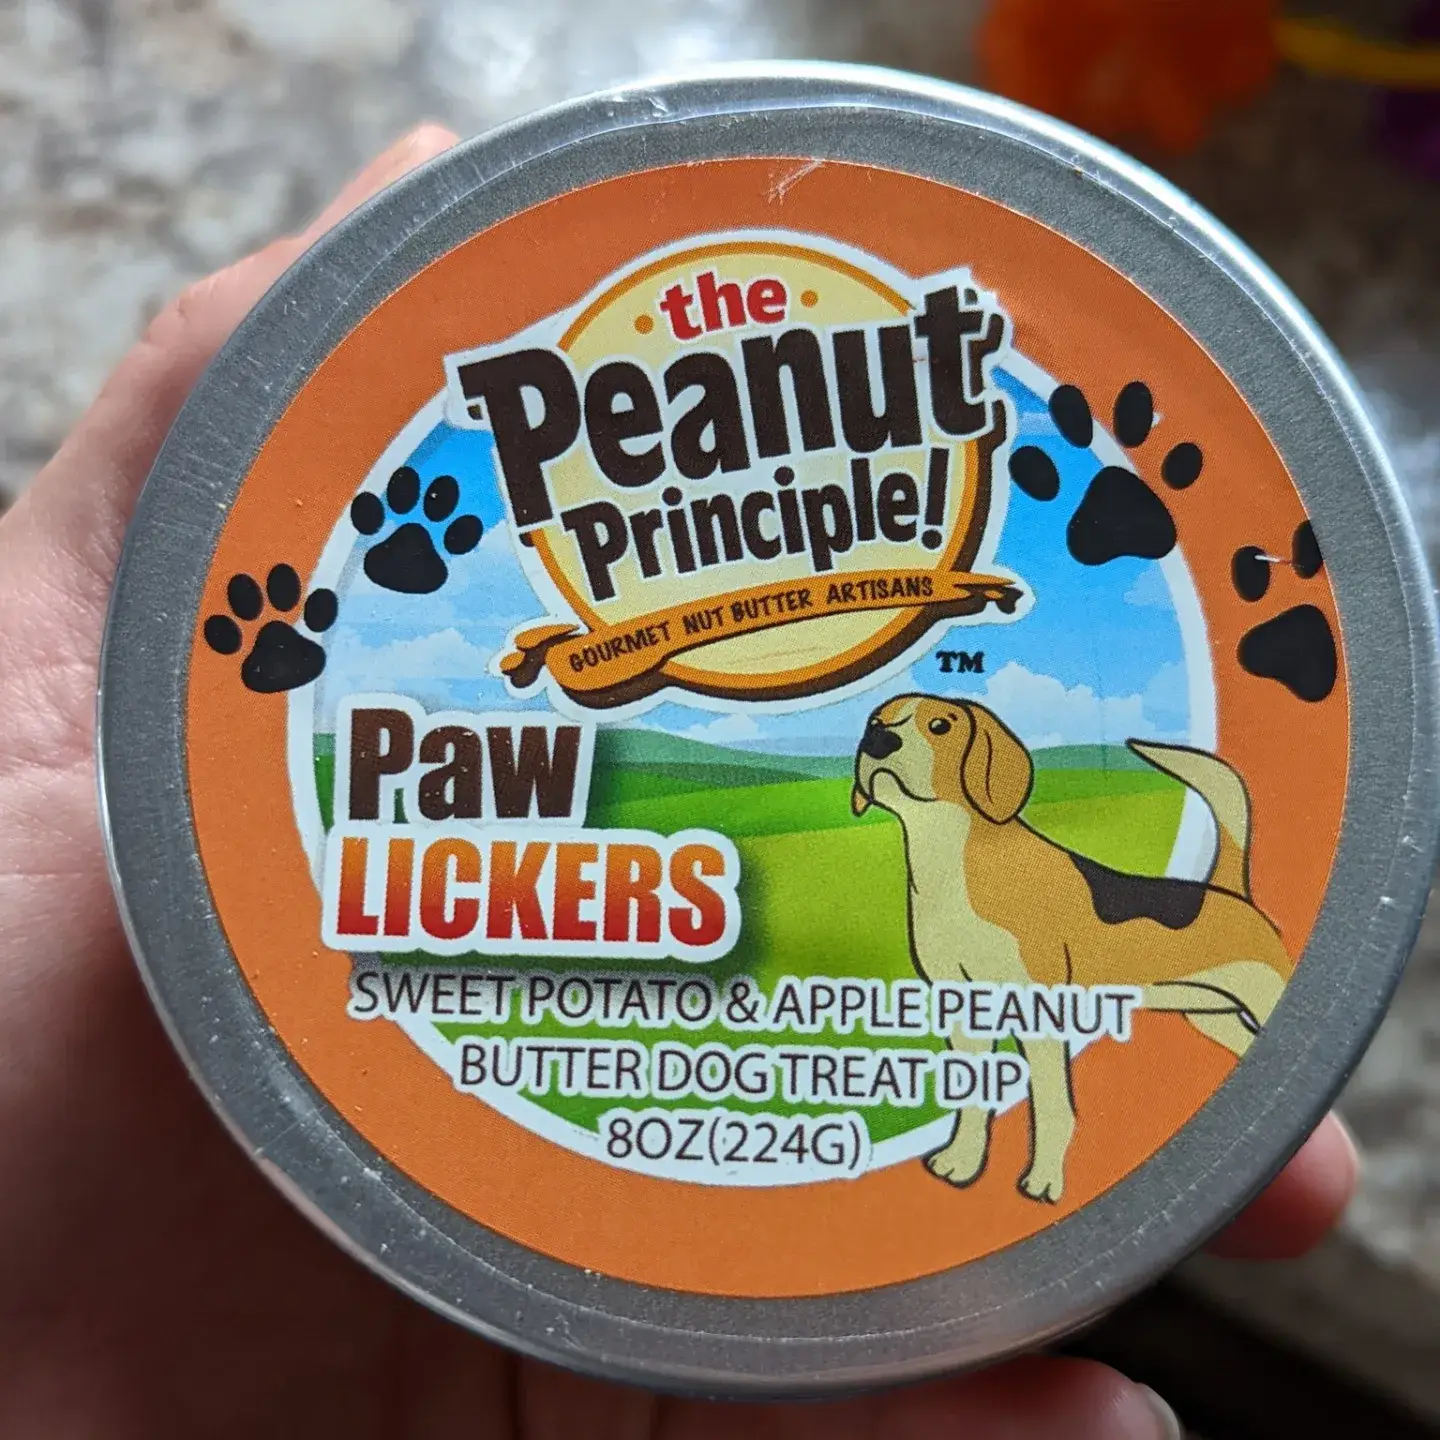 the
Peanut
Principle!
GOURMET NUT BUTTER ARTISANS
TM
Paw
LICKERS
SWEET POTATO & APPLE PEANUT
BUTTER DOG TREAT DIP
8OZ(224G)